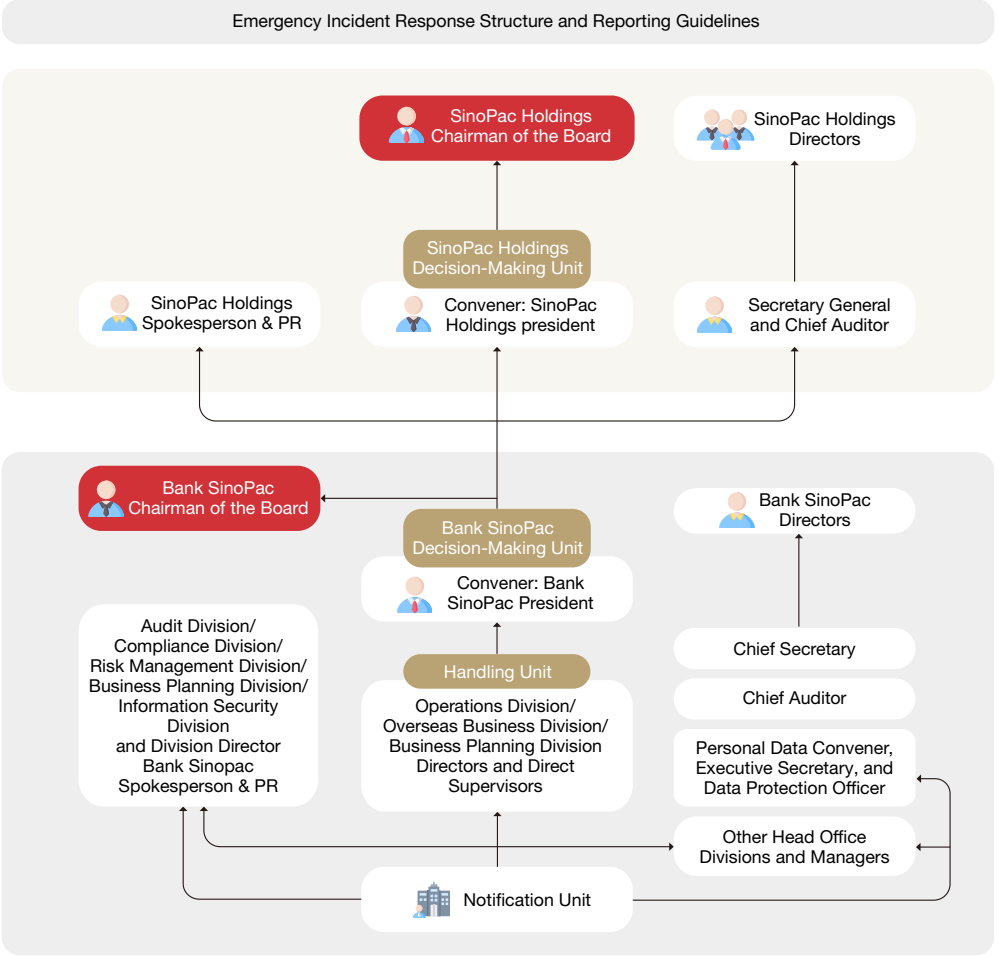 Emergency Incident Response Structure and Reporting Guidelines
SinoPac Holdings
Chairman of the Board
SinoPac Holdings
Directors
SinoPac Holdings
Decision-Making Unit
SinoPac Holdings
Spokesperson & PR
Convener: SinoPac
Holdings president
Secretary General
and Chief Auditor
Bank SinoPac
Chairman of the Board
Bank SinoPac
Decision-Making Unit
Convener: Bank
SinoPac President
Bank SinoPac
Directors
Audit Division/
Compliance Division/
Risk Management Division/
Business Planning Division/
Information Security
Division
and Division Director
Bank Sinopac
Spokesperson & PR
Handling Unit
Operations Division/
Overseas Business Division/
Business Planning Division
Directors and Direct
Supervisors
Chief Secretary
Chief Auditor
Personal Data Convener,
Executive Secretary, and
Data Protection Officer
Other Head Office
Divisions and Managers
Notification Unit